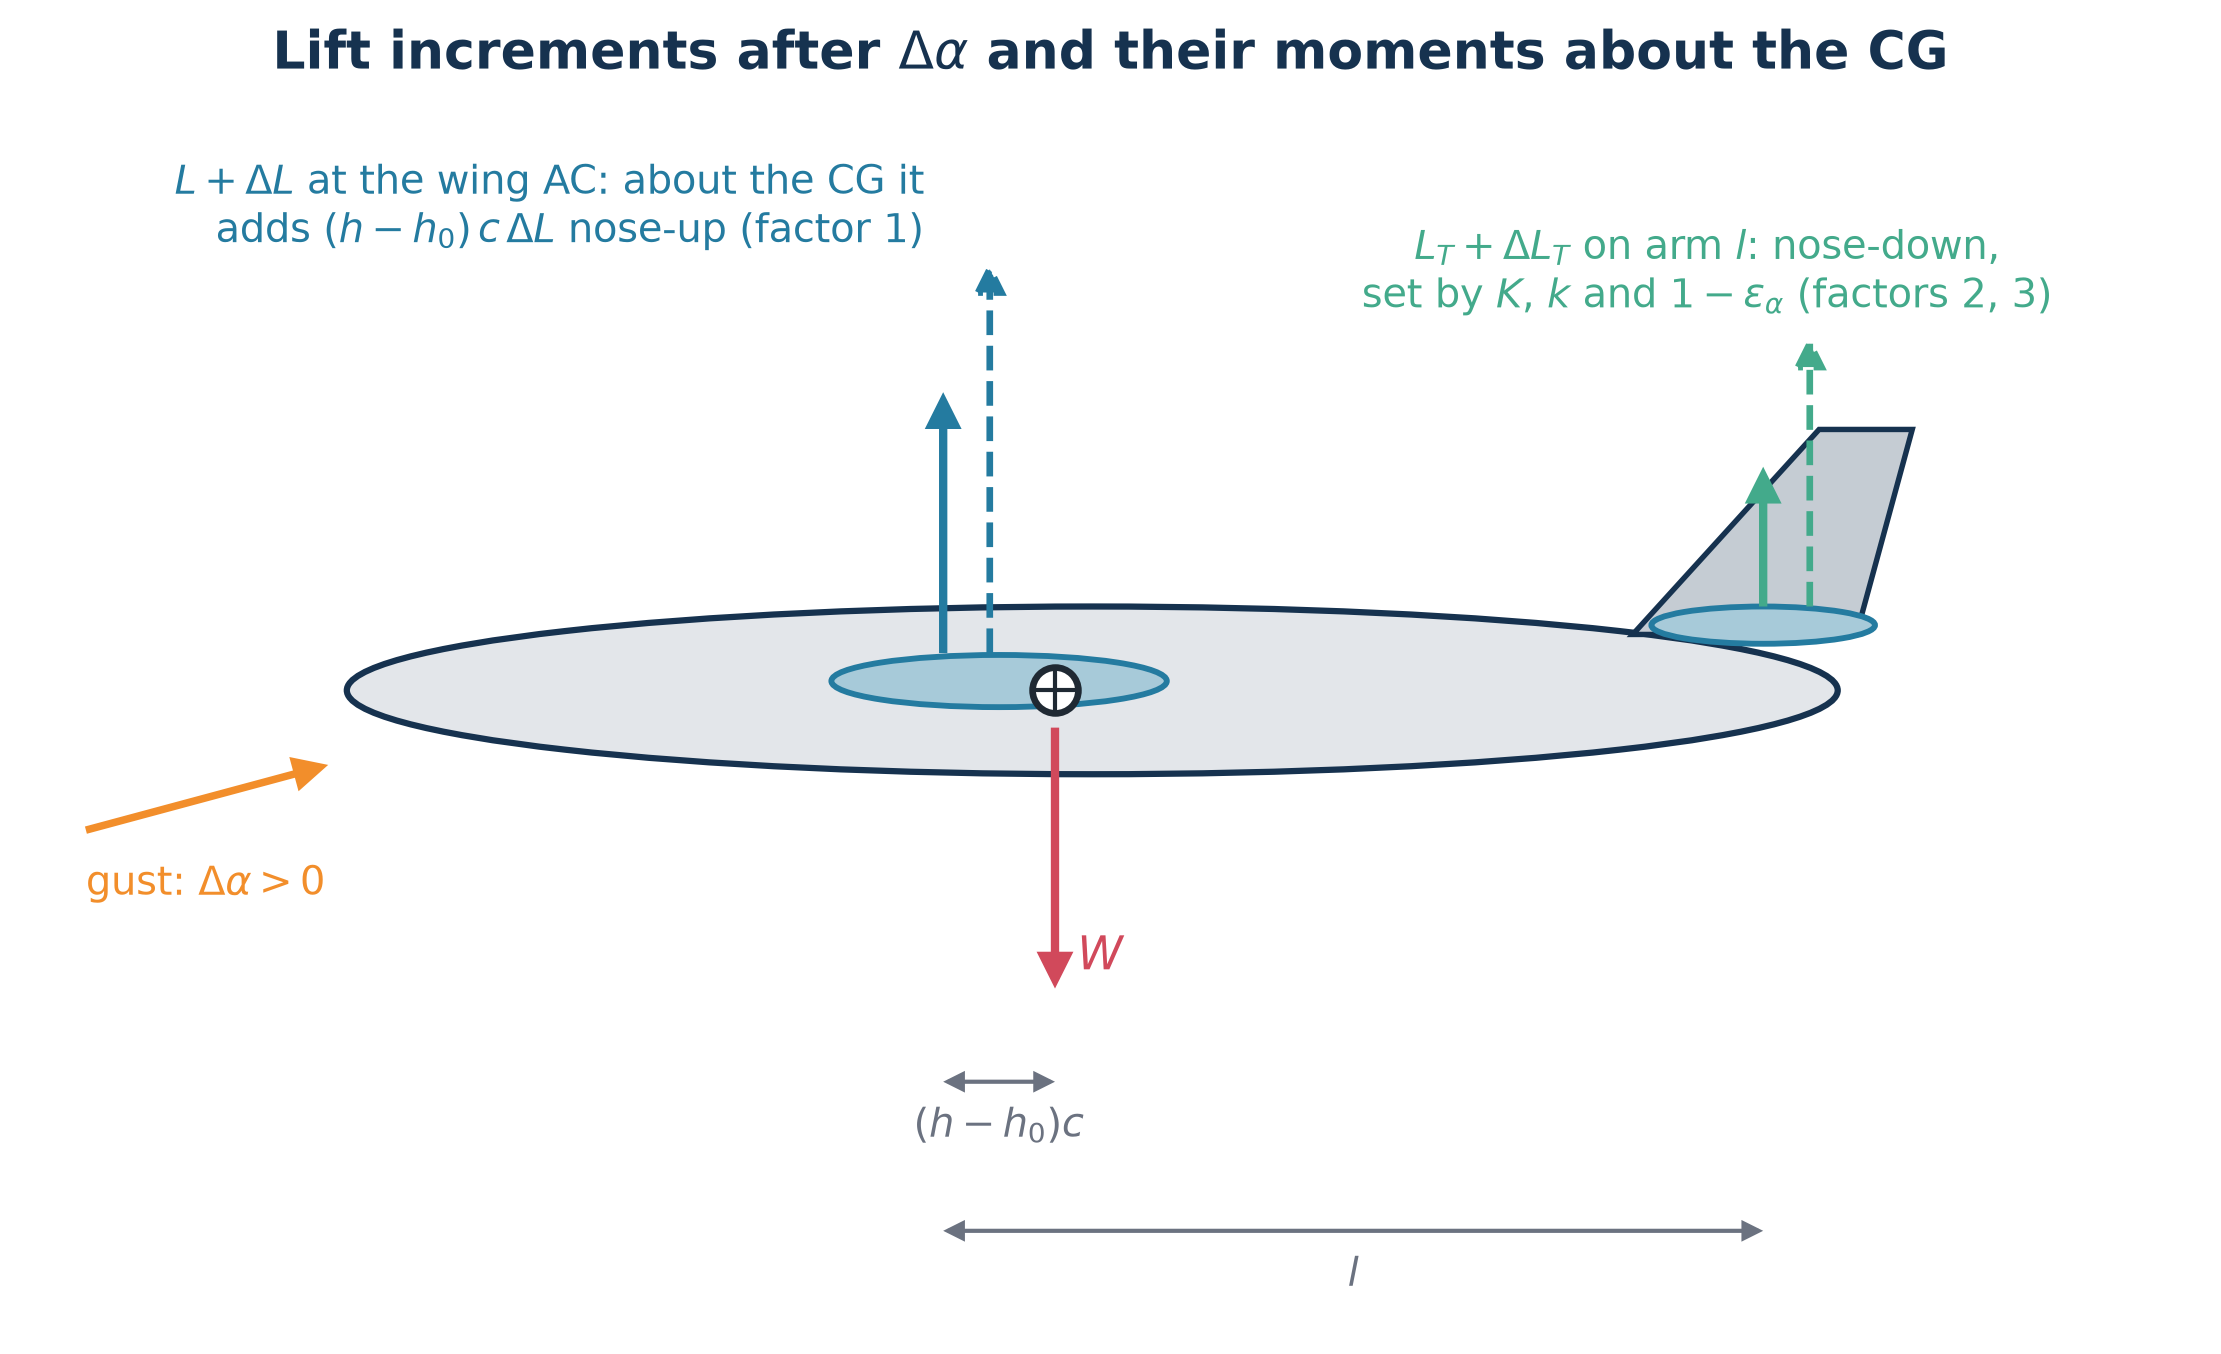 Lift increments after Δα and their moments about the CG
L + ΔL at the wing AC: about the CG it
adds (h − h₀) c ΔL nose-up (factor 1)
L_T + ΔL_T on arm l: nose-down,
set by K, k and 1 − ε_α (factors 2, 3)
gust: Δα > 0
W
(h − h₀)c
l